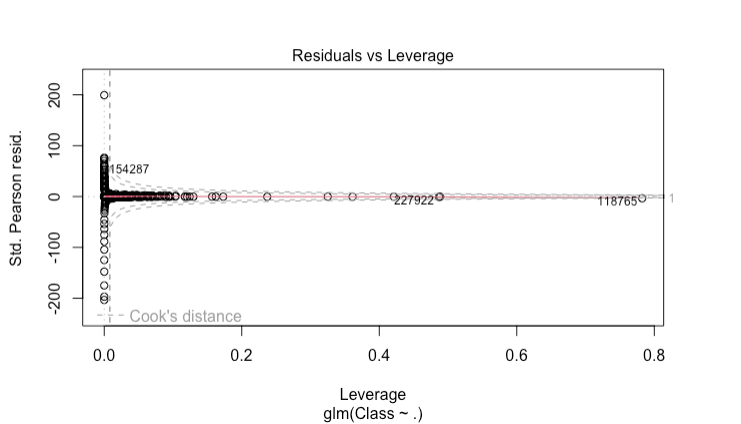 Residuals vs Leverage
Std. Pearson resid.
200
100
0
-100
-200
154287
227922
118765
1
Cook's distance
0.0 0.2 0.4 0.6 0.8
Leverage
glm(Class ~ .)